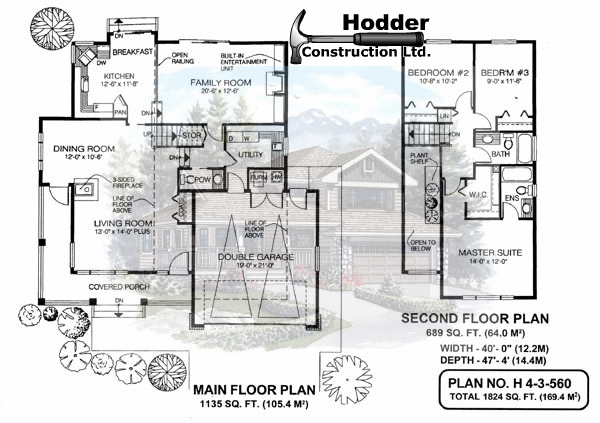 Hodder
Construction Ltd.
DN
BREAKFAST
DW
KITCHEN
12'-6" x 11'-8"
PAN
OPEN
RAILING
BUILT-IN
ENTERTAINMENT
UNIT
FAMILY ROOM
20'-6" x 12'-6"
UP
STOR
DN
D W
UTILITY
DINING ROOM
12'-0" x 10'-6"
3-SIDED
FIREPLACE
LINE OF
FLOOR
ABOVE
POW
FURN
HW
LIVING ROOM
13'-0" x 14'-0" PLUS
LINE OF
FLOOR
ABOVE
DOUBLE GARAGE
19'-0" x 21'-0"
COVERED PORCH
DN
MAIN FLOOR PLAN
1135 SQ. FT. (105.4 M²)
BEDROOM #2
10'-8" x 10'-2"
BEDR'M #3
9'-0" x 11'-6"
LIN
DN
BATH
PLANT
SHELF
W.I.C.
ENS
OPEN TO
BELOW
MASTER SUITE
14'-0" x 12'-0"
SECOND FLOOR PLAN
689 SQ. FT. (64.0 M²)
WIDTH - 40'- 0" (12.2M)
DEPTH - 47'- 4' (14.4M)
PLAN NO. H 4-3-560
TOTAL 1824 SQ. FT. (169.4 M²)